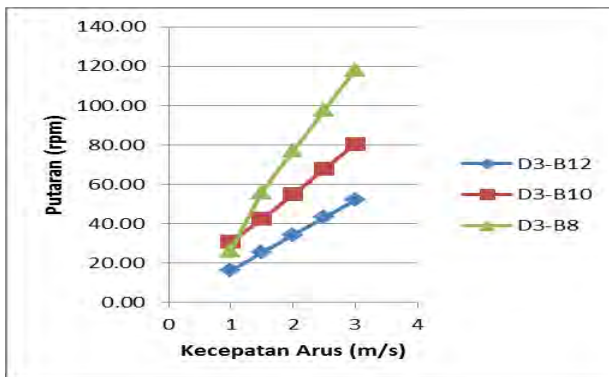 140.00
120.00
100.00
80.00
60.00
40.00
20.00
0.00
Putaran (rpm)
0 1 2 3 4
Kecepatan Arus (m/s)
D3-B12
D3-B10
D3-B8